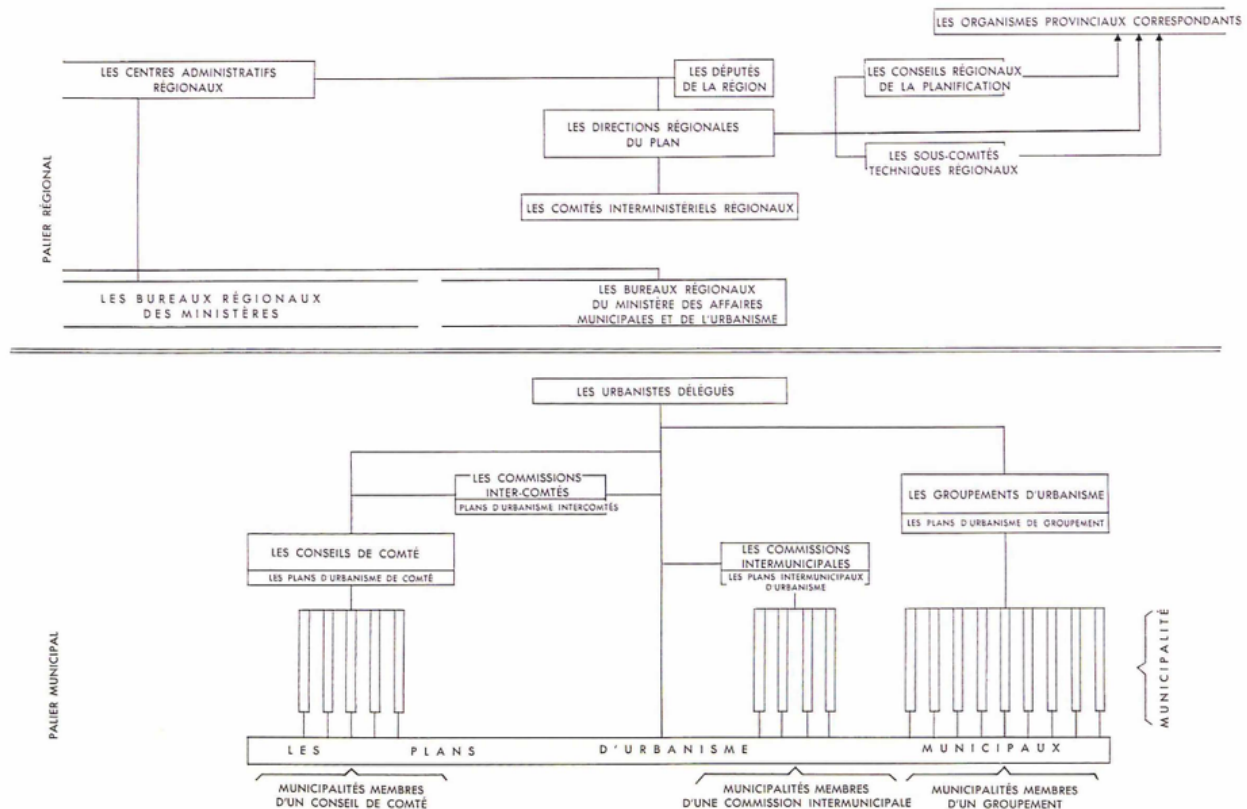 LES ORGANISMES PROVINCIAUX CORRESPONDANTS
LES CENTRES ADMINISTRATIFS
RÉGIONAUX
LES DÉPUTÉS
DE LA RÉGION
LES CONSEILS RÉGIONAUX
DE LA PLANIFICATION
LES DIRECTIONS RÉGIONALES
DU PLAN
LES SOUS-COMITÉS
TECHNIQUES RÉGIONAUX
LES COMITÉS INTERMINISTÉRIELS RÉGIONAUX
PALIER RÉGIONAL
LES BUREAUX RÉGIONAUX
DES MINISTÈRES
LES BUREAUX RÉGIONAUX
DU MINISTÈRE DES AFFAIRES
MUNICIPALES ET DE L'URBANISME
LES URBANISTES DÉLÉGUÉS
LES COMMISSIONS
INTER-COMTÉS
PLANS D'URBANISME INTERCOMTÉS
LES GROUPEMENTS D'URBANISME
LES PLANS D'URBANISME DE GROUPEMENT
LES CONSEILS DE COMTÉ
LES PLANS D'URBANISME DE COMTÉ
LES COMMISSIONS
INTERMUNICIPALES
LES PLANS INTERMUNICIPAUX
D'URBANISME
PALIER MUNICIPAL
MUNICIPALITÉ
LES PLANS D'URBANISME MUNICIPAUX
MUNICIPALITÉS MEMBRES
D'UN CONSEIL DE COMTÉ
MUNICIPALITÉS MEMBRES
D'UNE COMMISSION INTERMUNICIPALE
MUNICIPALITÉS MEMBRES
D'UN GROUPEMENT